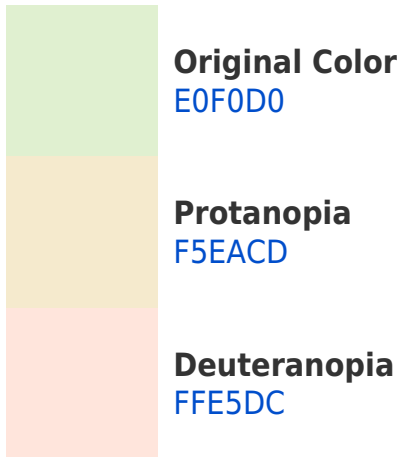 Original Color
E0F0D0
Protanopia
F5EACD
Deuteranopia
FFE5DC